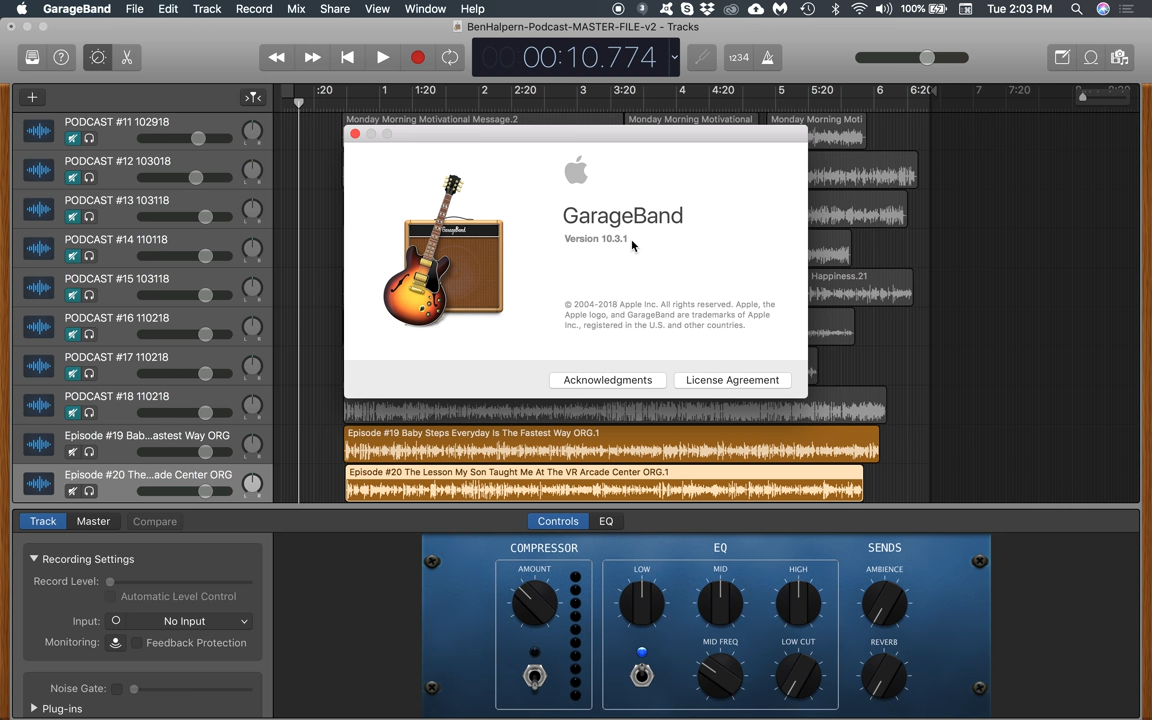 GarageBand File Edit Track Record Mix Share View Window Help 3 100% Tue 2:03 PM
BenHalpern-Podcast-MASTER-FILE-v2 - Tracks
00:10.774 1234
:20 1 1:20 2 2:20 3 3:20 4 4:20 5 5:20 6 6:20 7 7:20
PODCAST #11 102918
Monday Morning Motivational Message.2 Monday Morning Motivational Monday Morning Moti
L R
PODCAST #12 103018
L R
PODCAST #13 103118
L R
PODCAST #14 110118
L R
PODCAST #15 103118
Happiness.21
L R
PODCAST #16 110218
L R
PODCAST #17 110218
L R
PODCAST #18 110218
L R
Episode #19 Bab...astest Way ORG
Episode #19 Baby Steps Everyday Is The Fastest Way ORG.1
L R
Episode #20 The...ade Center ORG
Episode #20 The Lesson My Son Taught Me At The VR Arcade Center ORG.1
L R
GarageBand
GarageBand
Version 10.3.1
© 2004-2018 Apple Inc. All rights reserved. Apple, the
Apple logo, and GarageBand are trademarks of Apple
Inc., registered in the U.S. and other countries.
Acknowledgments License Agreement
Track Master Compare Controls EQ
Recording Settings
Record Level:
Automatic Level Control
Input: No Input
Monitoring: Feedback Protection
Noise Gate:
Plug-ins
COMPRESSOR EQ SENDS
AMOUNT LOW MID HIGH AMBIENCE
MID FREQ LOW CUT REVERB